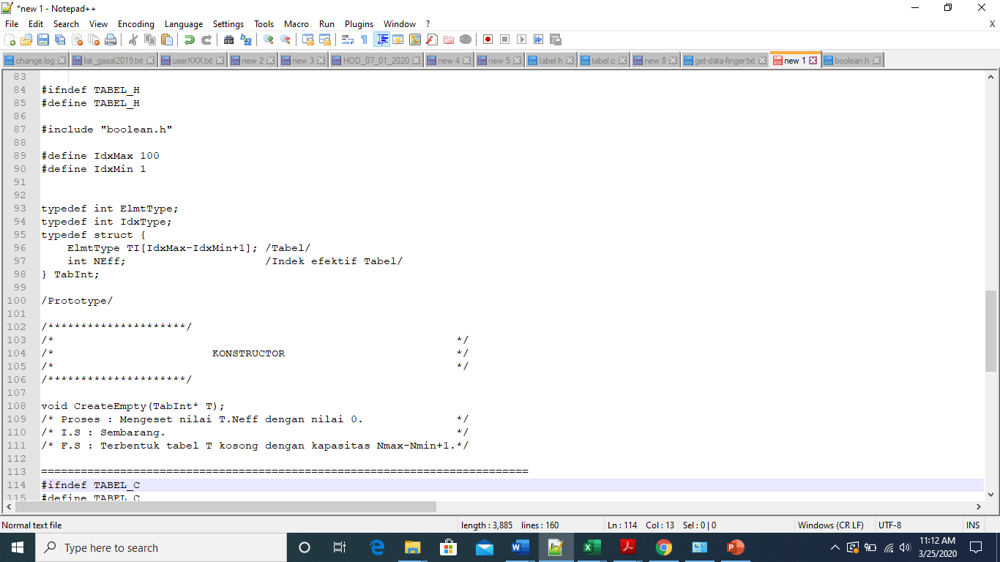 *new 1 - Notepad++
File Edit Search View Encoding Language Settings Tools Macro Run Plugins Window ? X
change.log list_gasal2019.txt userXXX.txt new 2 new 3 HOD_07_01_2020 new 4 new 5 tabel.h tabel.c new 8 get-data-finger.txt new 1 boolean.h
83
84 #ifndef TABEL_H
85 #define TABEL_H
86
87 #include "boolean.h"
88
89 #define IdxMax 100
90 #define IdxMin 1
91
92
93 typedef int ElmtType;
94 typedef int IdxType;
95 typedef struct {
96     ElmtType TI[IdxMax-IdxMin+1]; /Tabel/
97     int NEff;                     /Indek efektif Tabel/
98 } TabInt;
99
100 /Prototype/
101
102 /*********************/
103 /*                                                             */
104 /*                        KONSTRUCTOR                          */
105 /*                                                             */
106 /*********************/
107
108 void CreateEmpty(TabInt* T);
109 /* Proses : Mengeset nilai T.Neff dengan nilai 0.              */
110 /* I.S : Sembarang.                                            */
111 /* F.S : Terbentuk tabel T kosong dengan kapasitas Nmax-Nmin+1.*/
112
113 ==========================================================================
114 #ifndef TABEL_C
115 #define TABEL_C
Normal text file length : 3,885 lines : 160 Ln : 114 Col : 13 Sel : 0 | 0 Windows (CR LF) UTF-8 INS
Type here to search
11:12 AM
3/25/2020